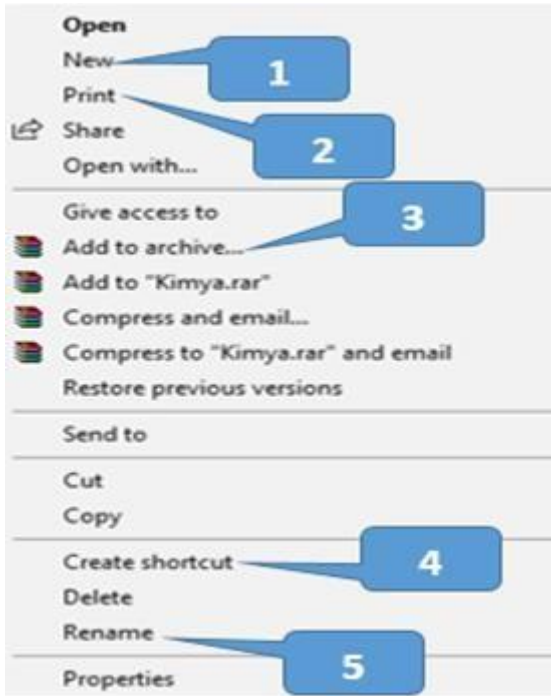 Open
New
1
Print
Share
2
Open with...
Give access to
3
Add to archive...
Add to "Kimya.rar"
Compress and email...
Compress to "Kimya.rar" and email
Restore previous versions
Send to
Cut
Copy
Create shortcut
4
Delete
Rename
5
Properties